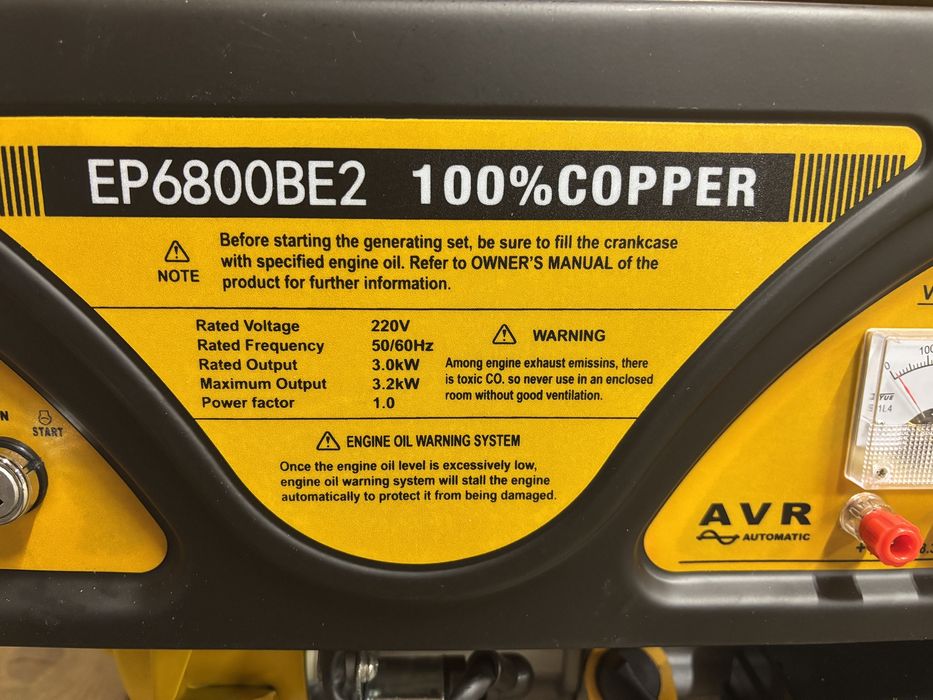 EP6800BE2 100%COPPER
Before starting the generating set, be sure to fill the crankcase
with specified engine oil. Refer to OWNER'S MANUAL of the
product for further information.
NOTE
Rated Voltage 220V
Rated Frequency 50/60Hz
Rated Output 3.0kW
Maximum Output 3.2kW
Power factor 1.0
WARNING
Among engine exhaust emissins, there
is toxic CO. so never use in an enclosed
room without good ventilation.
ENGINE OIL WARNING SYSTEM
Once the engine oil level is excessively low,
engine oil warning system will stall the engine
automatically to protect it from being damaged.
START
V
0 100
AVR
AUTOMATIC